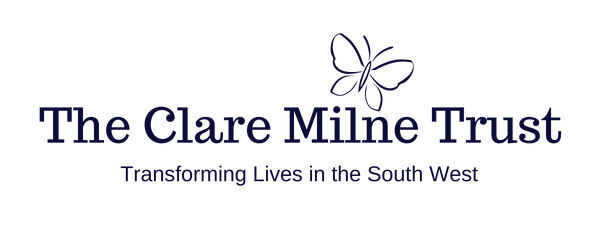 The Clare Milne Trust
Transforming Lives in the South West